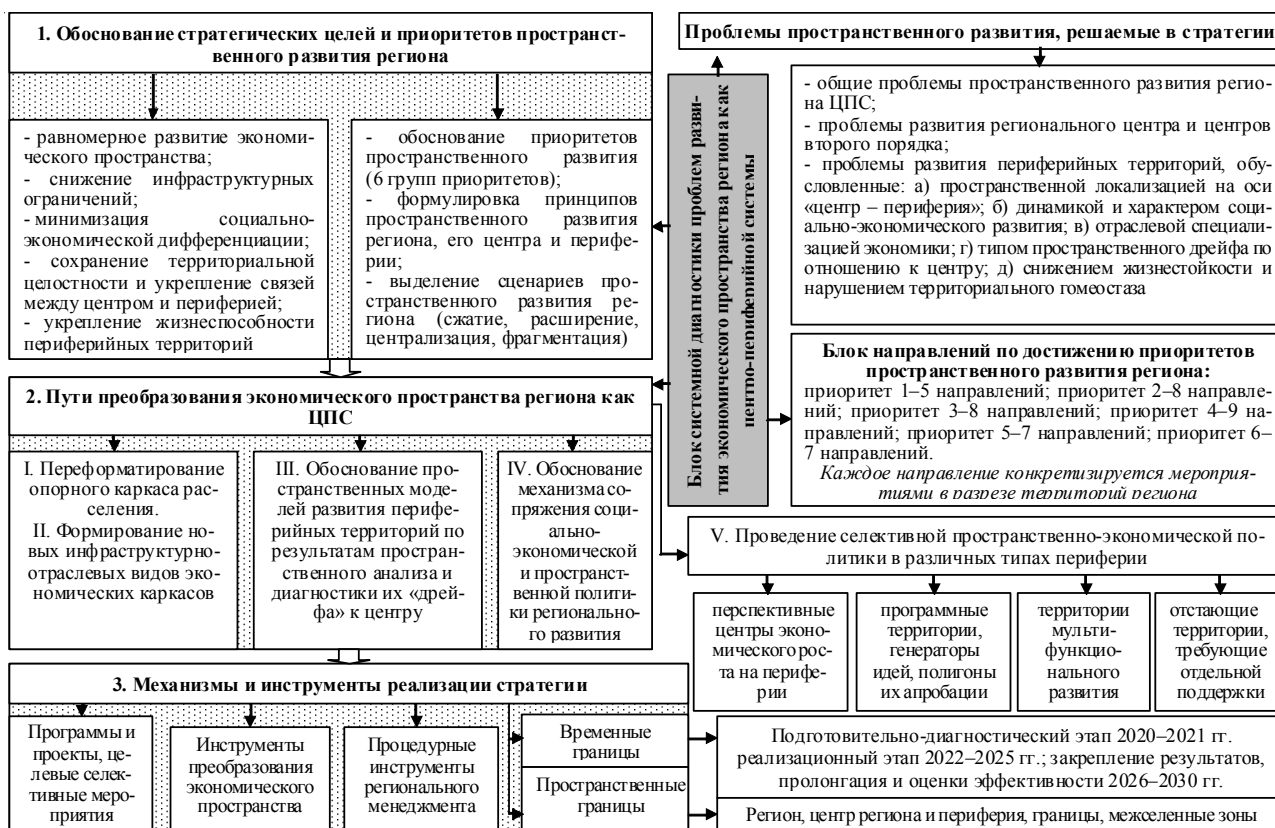 1. Обоснование стратегических целей и приоритетов пространст-
венного развития региона
- равномерное развитие экономи-
ческого пространства;
- снижение инфраструктурных
ограничений;
- минимизация социально-
экономической дифференциации;
- сохранение территориальной
целостности и укрепление связей
между центром и периферией;
- укрепление жизнеспособности
периферийных территорий
- обоснование приоритетов
пространственного развития
(6 групп приоритетов);
- формулировка принципов
пространственного развития
региона, его центра и перифе-
рии;
- выделение сценариев про-
странственного развития ре-
гиона (сжатие, расширение,
централизация, фрагментация)
Блок системной диагностики проблем разви-
тия экономического пространства региона как
центро-периферийной системы
Проблемы пространственного развития, решаемые в стратегии
- общие проблемы пространственного развития регио-
на ЦПС;
- проблемы развития регионального центра и центров
второго порядка;
- проблемы развития периферийных территорий, обу-
словленные: а) пространственной локализацией на оси
«центр – периферия»; б) динамикой и характером соци-
ально-экономического развития; в) отраслевой специали-
зацией экономики; г) типом пространственного дрейфа по
отношению к центру; д) снижением жизнестойкости и
нарушением территориального гомеостаза
Блок направлений по достижению приоритетов
пространственного развития региона:
приоритет 1–5 направлений; приоритет 2–8 направле-
ний; приоритет 3–8 направлений; приоритет 4–9 на-
правлений; приоритет 5–7 направлений; приоритет 6–
7 направлений.
Каждое направление конкретизируется мероприя-
тиями в разрезе территорий региона
2. Пути преобразования экономического пространства региона как
ЦПС
I. Переформатирование
опорного каркаса рас-
селения.
II. Формирование но-
вых инфраструктурно-
отраслевых видов эко-
номических каркасов
III. Обоснование про-
странственных моде-
лей развития перифе-
рийных территорий по
результатам простран-
ственного анализа и
диагностики их «дрей-
фа» к центру
IV. Обоснование
механизма со-
пряжения соци-
ально-
экономической
и пространст-
венной полити-
ки регионально-
го развития
V. Проведение селективной пространственно-экономической по-
литики в различных типах периферии
перспективные
центры эконо-
мического рос-
та на перифе-
рии
программные
территории,
генераторы
идей, полигоны
их апробации
территории
мульти-
функцио-
нального
развития
отстающие
территории,
требующие
отдельной
поддержки
3. Механизмы и инструменты реализации стратегии
Программы и
проекты, це-
левые селек-
тивные меро-
приятия
Инструменты
преобразования
экономического
пространства
Процедурные
инструменты
регионального
менеджмента
Временные
границы
Пространственные
границы
Подготовительно-диагностический этап 2020–2021 гг.
реализационный этап 2022–2025 гг.; закрепление результатов,
пролонгация и оценки эффективности 2026–2030 гг.
Регион, центр региона и периферия, границы, межселенные зоны